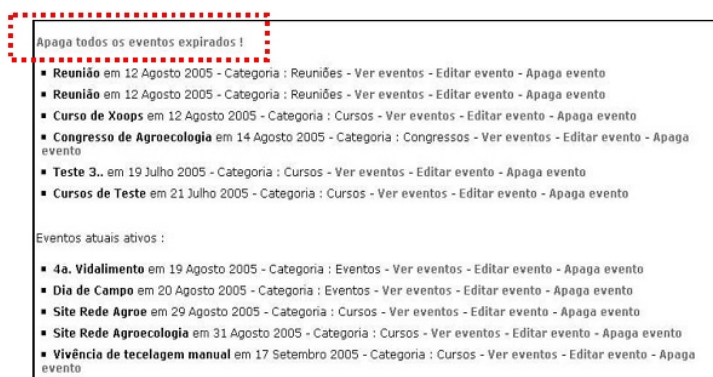 Apaga todos os eventos expirados !
▪ Reunião em 12 Agosto 2005 - Categoria : Reuniões - Ver eventos - Editar evento - Apaga evento
▪ Reunião em 12 Agosto 2005 - Categoria : Reuniões - Ver eventos - Editar evento - Apaga evento
▪ Curso de Xoops em 12 Agosto 2005 - Categoria : Cursos - Ver eventos - Editar evento - Apaga evento
▪ Congresso de Agroecologia em 14 Agosto 2005 - Categoria : Congressos - Ver eventos - Editar evento - Apaga
evento
▪ Teste 3.. em 19 Julho 2005 - Categoria : Cursos - Ver eventos - Editar evento - Apaga evento
▪ Cursos de Teste em 21 Julho 2005 - Categoria : Cursos - Ver eventos - Editar evento - Apaga evento
Eventos atuais ativos :
▪ 4a. Vidalimento em 19 Agosto 2005 - Categoria : Eventos - Ver eventos - Editar evento - Apaga evento
▪ Dia de Campo em 20 Agosto 2005 - Categoria : Eventos - Ver eventos - Editar evento - Apaga evento
▪ Site Rede Agroe em 29 Agosto 2005 - Categoria : Cursos - Ver eventos - Editar evento - Apaga evento
▪ Site Rede Agroecologia em 31 Agosto 2005 - Categoria : Cursos - Ver eventos - Editar evento - Apaga evento
▪ Vivência de tecelagem manual em 17 Setembro 2005 - Categoria : Cursos - Ver eventos - Editar evento - Apaga
evento